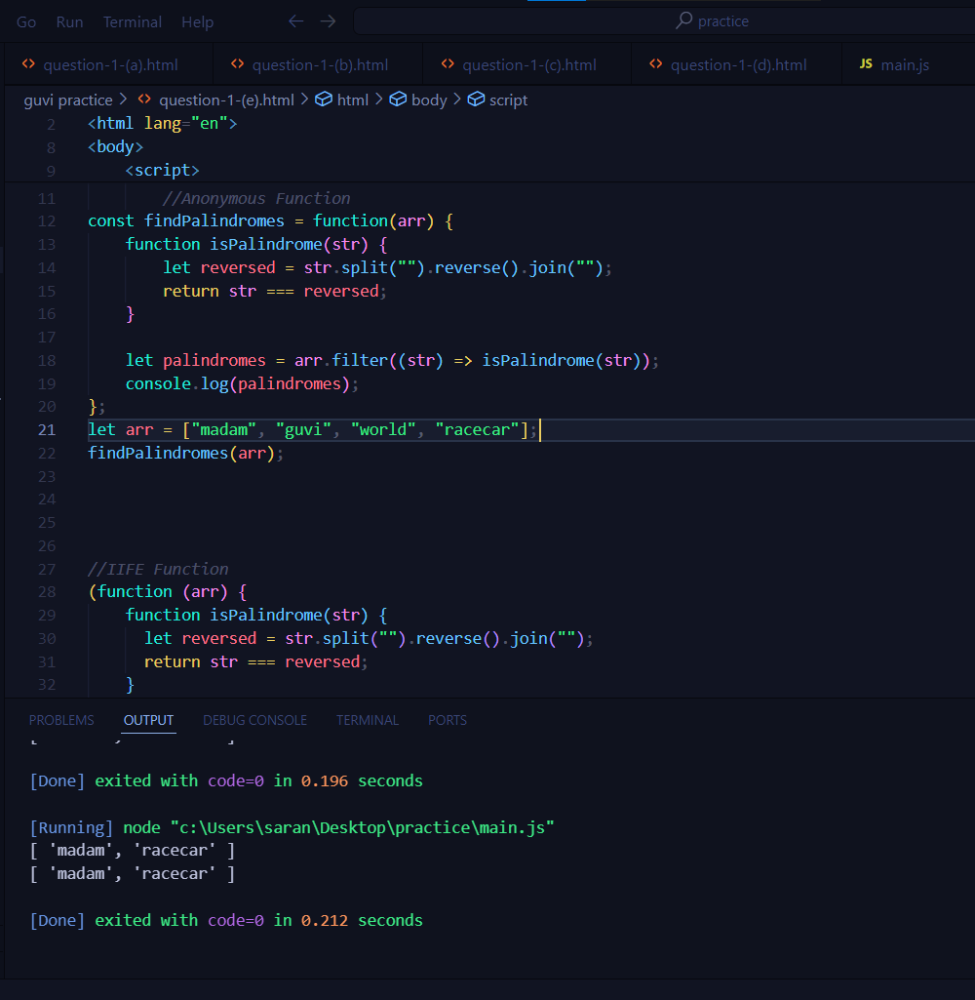 Go Run Terminal Help ← → practice
<> question-1-(a).html <> question-1-(b).html <> question-1-(c).html <> question-1-(d).html JS main.js
guvi practice > <> question-1-(e).html > html > body > script
2 <html lang="en">
8 <body>
9 <script>
11 //Anonymous Function
12 const findPalindromes = function(arr) {
13 function isPalindrome(str) {
14 let reversed = str.split("").reverse().join("");
15 return str === reversed;
16 }
17
18 let palindromes = arr.filter((str) => isPalindrome(str));
19 console.log(palindromes);
20 };
21 let arr = ["madam", "guvi", "world", "racecar"];
22 findPalindromes(arr);
23
24
25
26
27 //IIFE Function
28 (function (arr) {
29 function isPalindrome(str) {
30 let reversed = str.split("").reverse().join("");
31 return str === reversed;
32 }
PROBLEMS OUTPUT DEBUG CONSOLE TERMINAL PORTS
[Done] exited with code=0 in 0.196 seconds
[Running] node "c:\Users\saran\Desktop\practice\main.js"
[ 'madam', 'racecar' ]
[ 'madam', 'racecar' ]
[Done] exited with code=0 in 0.212 seconds